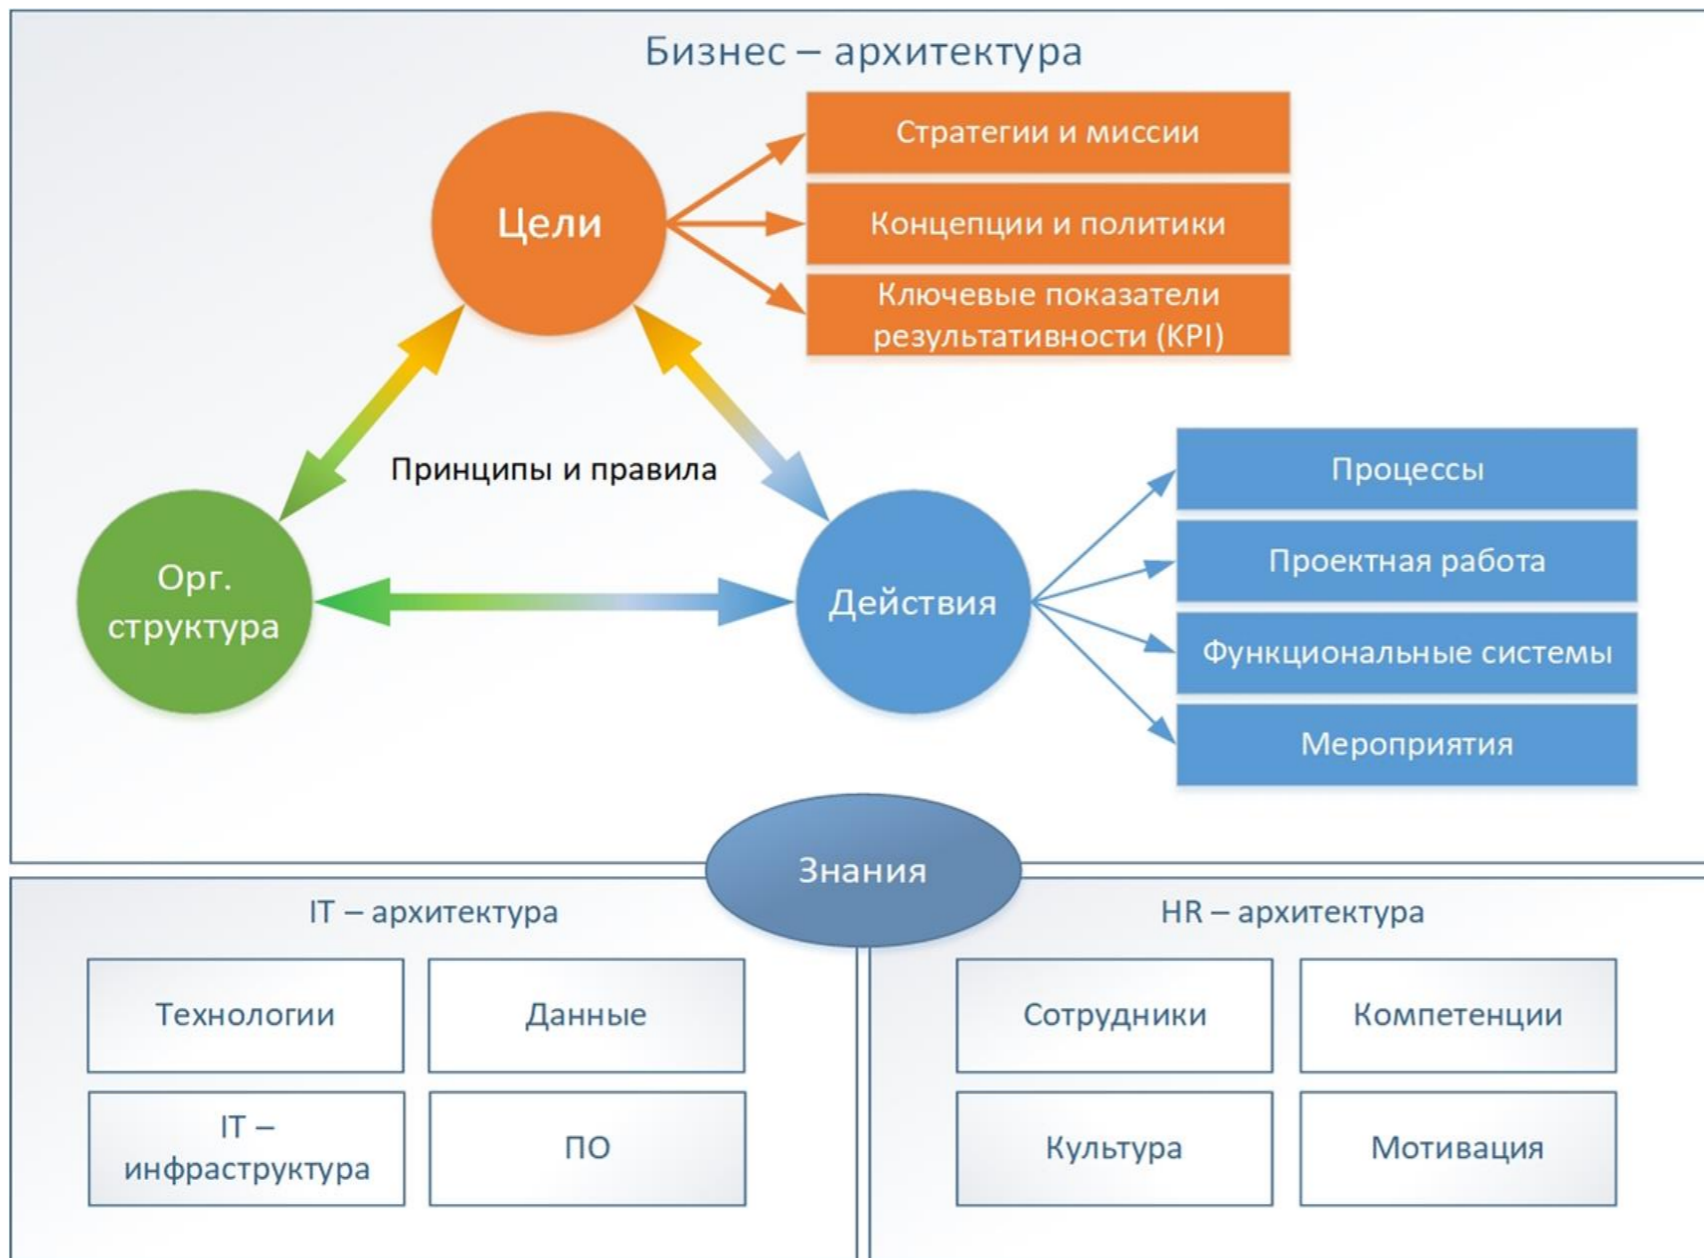 Бизнес – архитектура
Цели
Стратегии и миссии
Концепции и политики
Ключевые показатели
результативности (KPI)
Принципы и правила
Орг.
структура
Действия
Процессы
Проектная работа
Функциональные системы
Мероприятия
Знания
IT – архитектура
Технологии
Данные
IT –
инфраструктура
ПО
HR – архитектура
Сотрудники
Компетенции
Культура
Мотивация